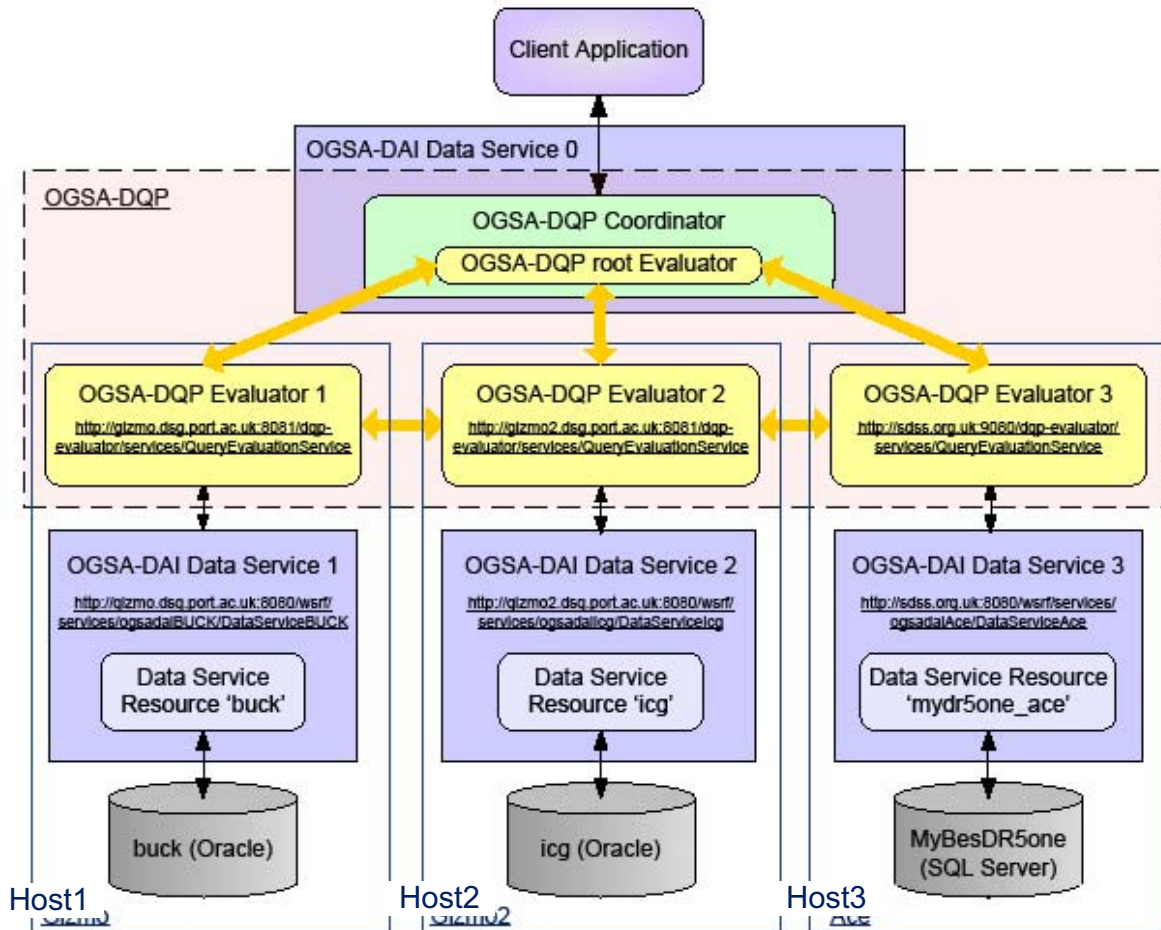 Client Application
OGSA-DAI Data Service 0
OGSA-DQP
OGSA-DQP Coordinator
OGSA-DQP root Evaluator
OGSA-DQP Evaluator 1
http://gizmo.dsg.port.ac.uk:8081/dqp-
evaluator/services/QueryEvaluationService
OGSA-DQP Evaluator 2
http://gizmo2.dsg.port.ac.uk:8081/dqp-
evaluator/services/QueryEvaluationService
OGSA-DQP Evaluator 3
http://sdss.org.uk:9080/dqp-evaluator/
services/QueryEvaluationService
OGSA-DAI Data Service 1
http://gizmo.dsg.port.ac.uk:8080/wsrf/
services/ogsadaiBUCK/DataServiceBUCK
Data Service
Resource ‘buck’
OGSA-DAI Data Service 2
http://gizmo2.dsg.port.ac.uk:8080/wsrf/
services/ogsadaiIcg/DataServiceIcg
Data Service
Resource ‘icg’
OGSA-DAI Data Service 3
http://sdss.org.uk:8080/wsrf/services/
ogsadaiAce/DataServiceAce
Data Service Resource
‘mydr5one_ace’
buck (Oracle)
icg (Oracle)
MyBesDR5one
(SQL Server)
Host1
Host2
Host3
Gizmo
Gizmo2
Ace